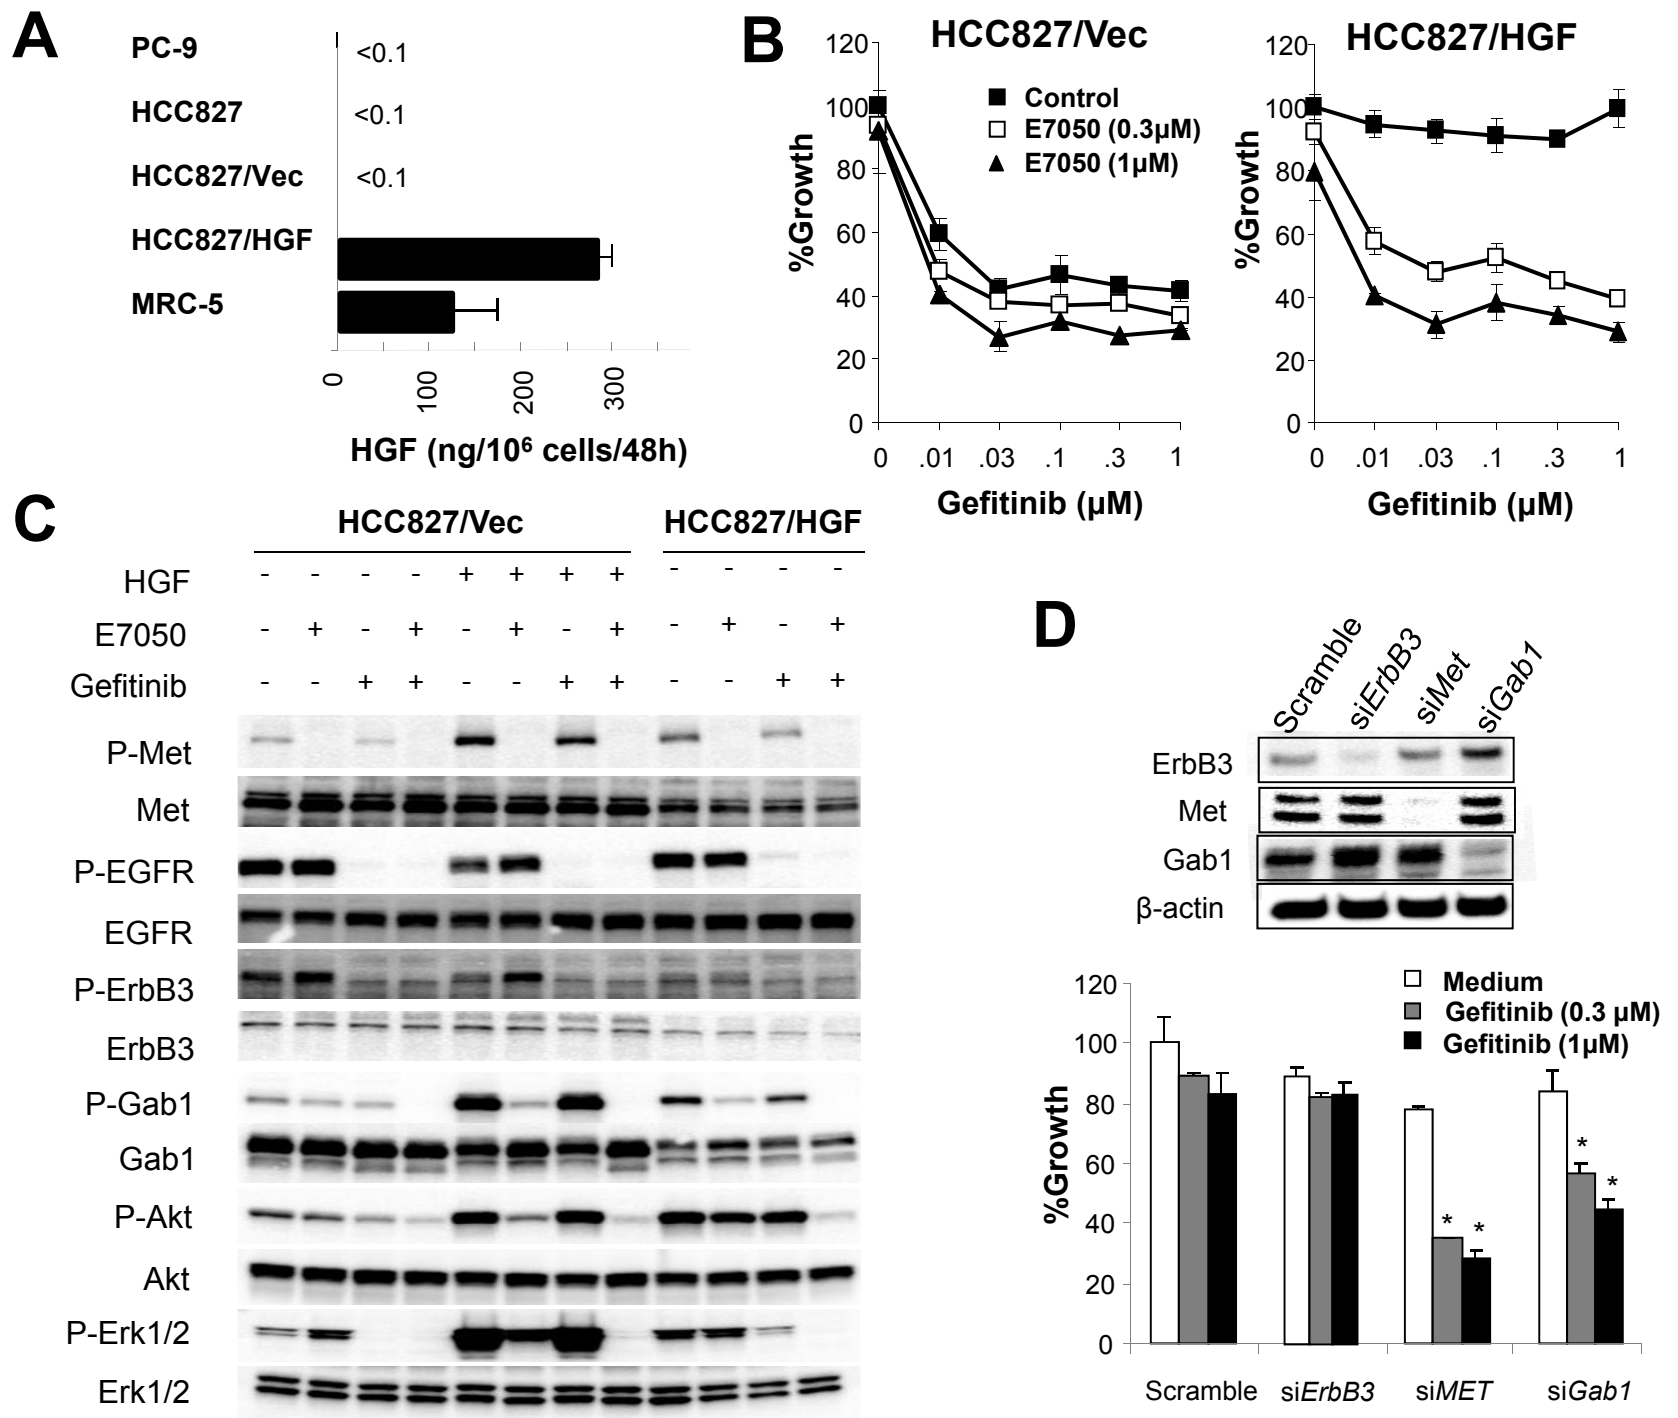 A
PC-9 <0.1
HCC827 <0.1
HCC827/Vec <0.1
HCC827/HGF
MRC-5
0 100 200 300
HGF (ng/10⁶ cells/48h)
B
HCC827/Vec
120
100
80
60
40
20
0
%Growth
Control
E7050 (0.3µM)
E7050 (1µM)
0 .01 .03 .1 .3 1
Gefitinib (µM)
HCC827/HGF
120
100
80
60
40
20
0
%Growth
0 .01 .03 .1 .3 1
Gefitinib (µM)
C
HCC827/Vec HCC827/HGF
HGF - - - - + + + + - - - -
E7050 - + - + - + - + - + - +
Gefitinib - - + + - - + + - - + +
P-Met
Met
P-EGFR
EGFR
P-ErbB3
ErbB3
P-Gab1
Gab1
P-Akt
Akt
P-Erk1/2
Erk1/2
D
Scramble siErbB3 siMet siGab1
ErbB3
Met
Gab1
β-actin
120
100
80
60
40
20
0
%Growth
Medium
Gefitinib (0.3 µM)
Gefitinib (1µM)
* * * *
Scramble siErbB3 siMET siGab1